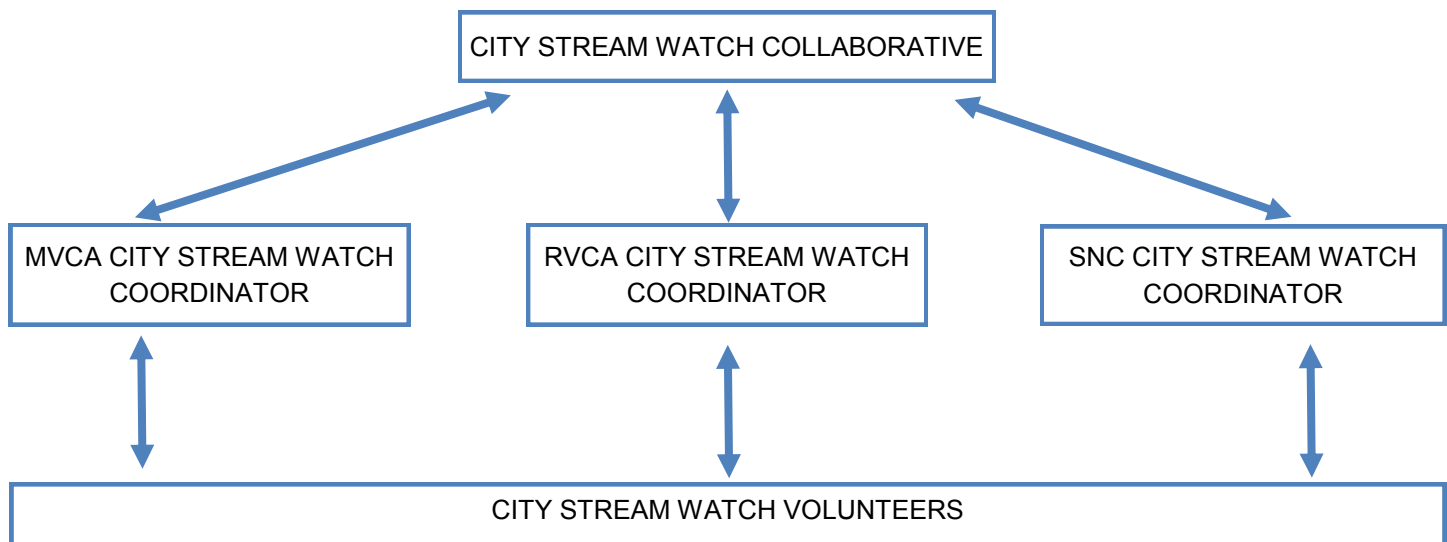 CITY STREAM WATCH COLLABORATIVE
MVCA CITY STREAM WATCH
COORDINATOR
RVCA CITY STREAM WATCH
COORDINATOR
SNC CITY STREAM WATCH
COORDINATOR
CITY STREAM WATCH VOLUNTEERS